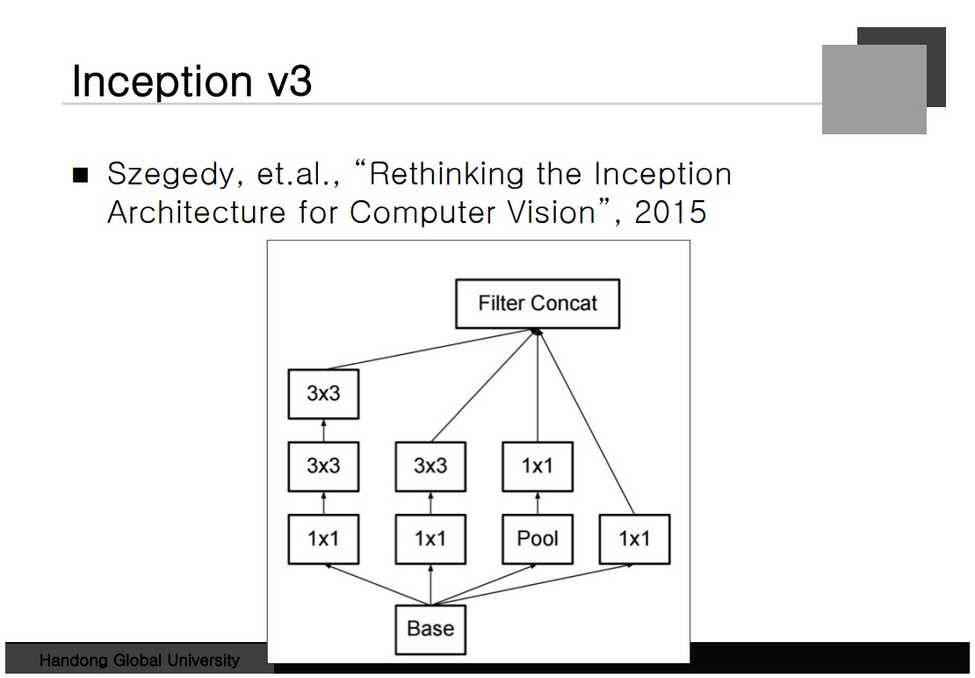 Inception v3
■ Szegedy, et.al., “Rethinking the Inception
Architecture for Computer Vision”, 2015
Filter Concat
3x3
3x3 3x3 1x1
1x1 1x1 Pool 1x1
Base
Handong Global University